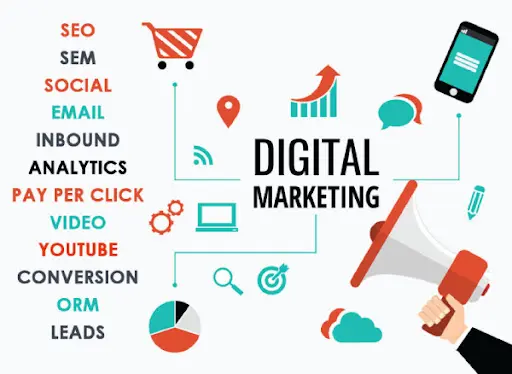 SEO
SEM
SOCIAL
EMAIL
INBOUND
ANALYTICS
PAY PER CLICK
VIDEO
YOUTUBE
CONVERSION
ORM
LEADS
DIGITAL
MARKETING